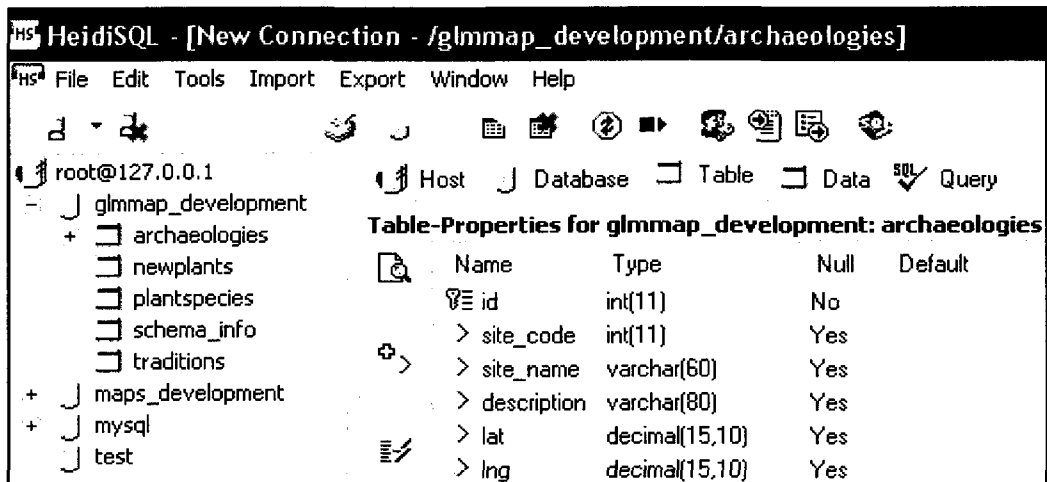 HS HeidiSQL - [New Connection - /glmmap_development/archaeologies]
HS File Edit Tools Import Export Window Help
root@127.0.0.1
glmmap_development
archaeologies
newplants
plantspecies
schema_info
traditions
maps_development
mysql
test
Host Database Table Data SQL Query
Table-Properties for glmmap_development: archaeologies
Name Type Null Default
id int(11) No
site_code int(11) Yes
site_name varchar(60) Yes
description varchar(80) Yes
lat decimal(15,10) Yes
lng decimal(15,10) Yes